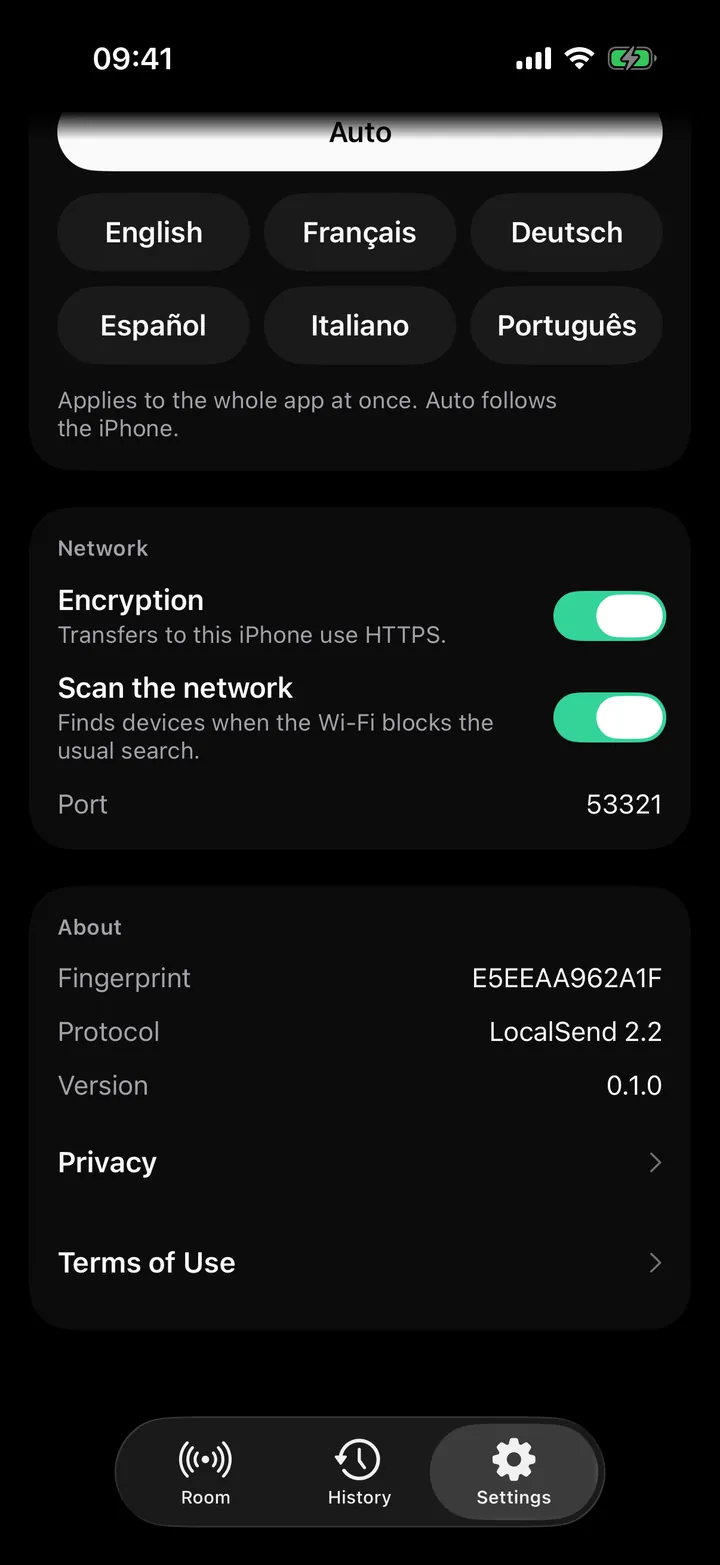 09:41
Auto
English Français Deutsch
Español Italiano Português
Applies to the whole app at once. Auto follows
the iPhone.
Network
Encryption
Transfers to this iPhone use HTTPS.
Scan the network
Finds devices when the Wi-Fi blocks the
usual search.
Port 53321
About
Fingerprint E5EEAA962A1F
Protocol LocalSend 2.2
Version 0.1.0
Privacy
Terms of Use
Room History Settings